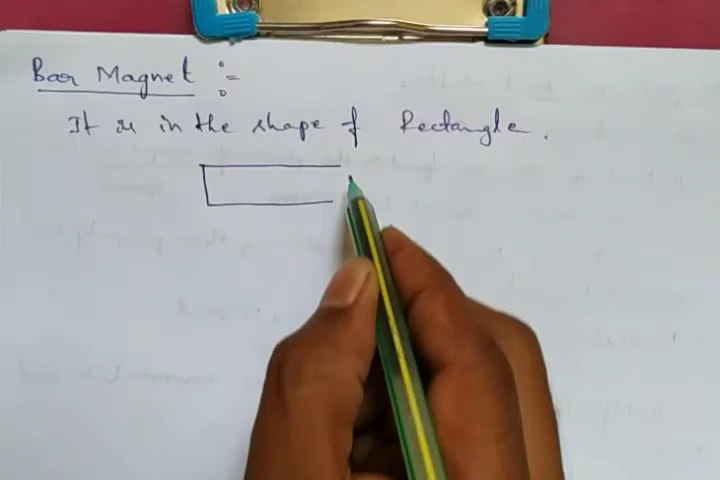 Bar Magnet :=
It is in the shape of Rectangle.